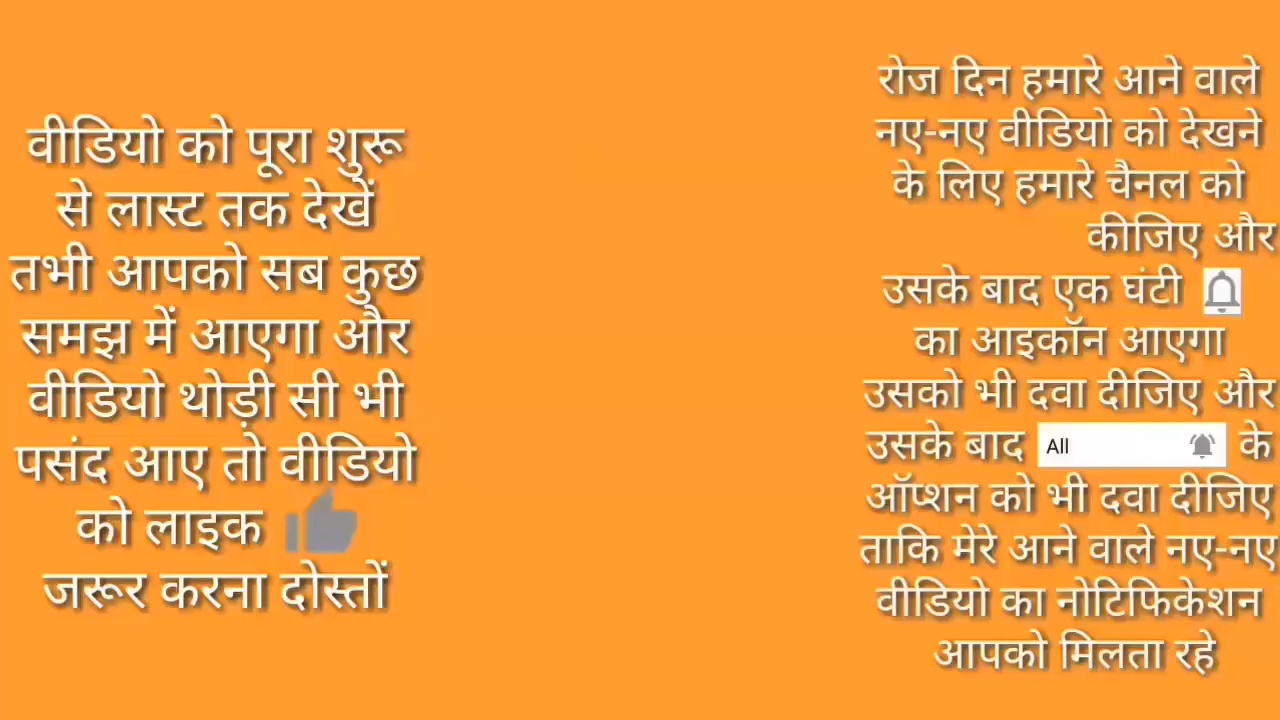 वीडियो को पूरा शुरू
से लास्ट तक देखें
तभी आपको सब कुछ
समझ में आएगा और
वीडियो थोड़ी सी भी
पसंद आए तो वीडियो
को लाइक
जरूर करना दोस्तों
रोज दिन हमारे आने वाले
नए-नए वीडियो को देखने
के लिए हमारे चैनल को
कीजिए और
उसके बाद एक घंटी
का आइकॉन आएगा
उसको भी दवा दीजिए और
उसके बाद All के
ऑप्शन को भी दवा दीजिए
ताकि मेरे आने वाले नए-नए
वीडियो का नोटिफिकेशन
आपको मिलता रहे